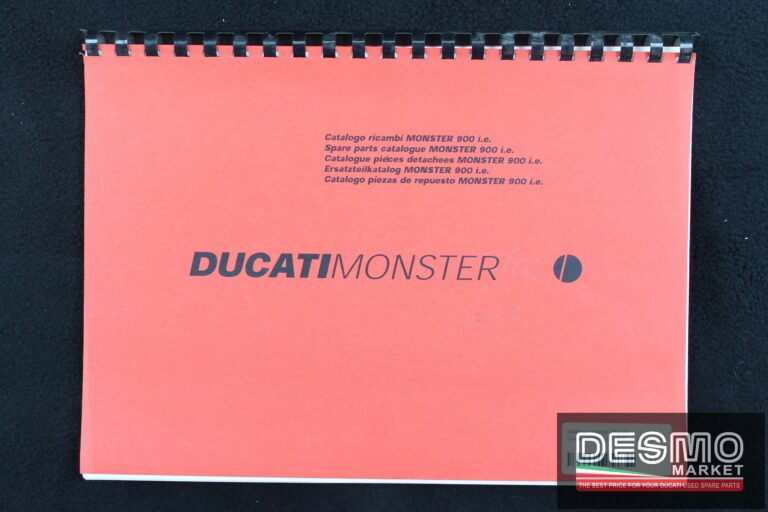 Catalogo ricambi MONSTER 900 i.e.
Spare parts catalogue MONSTER 900 i.e.
Catalogue piéces detachees MONSTER 900 i.e.
Ersatzteilkatalog MONSTER 900 i.e.
Catalogo piezas de repuesto MONSTER 900 i.e.
DUCATIMONSTER
DESMO
MARKET
THE BEST PRICE FOR YOUR DUCATI USED SPARE PARTS